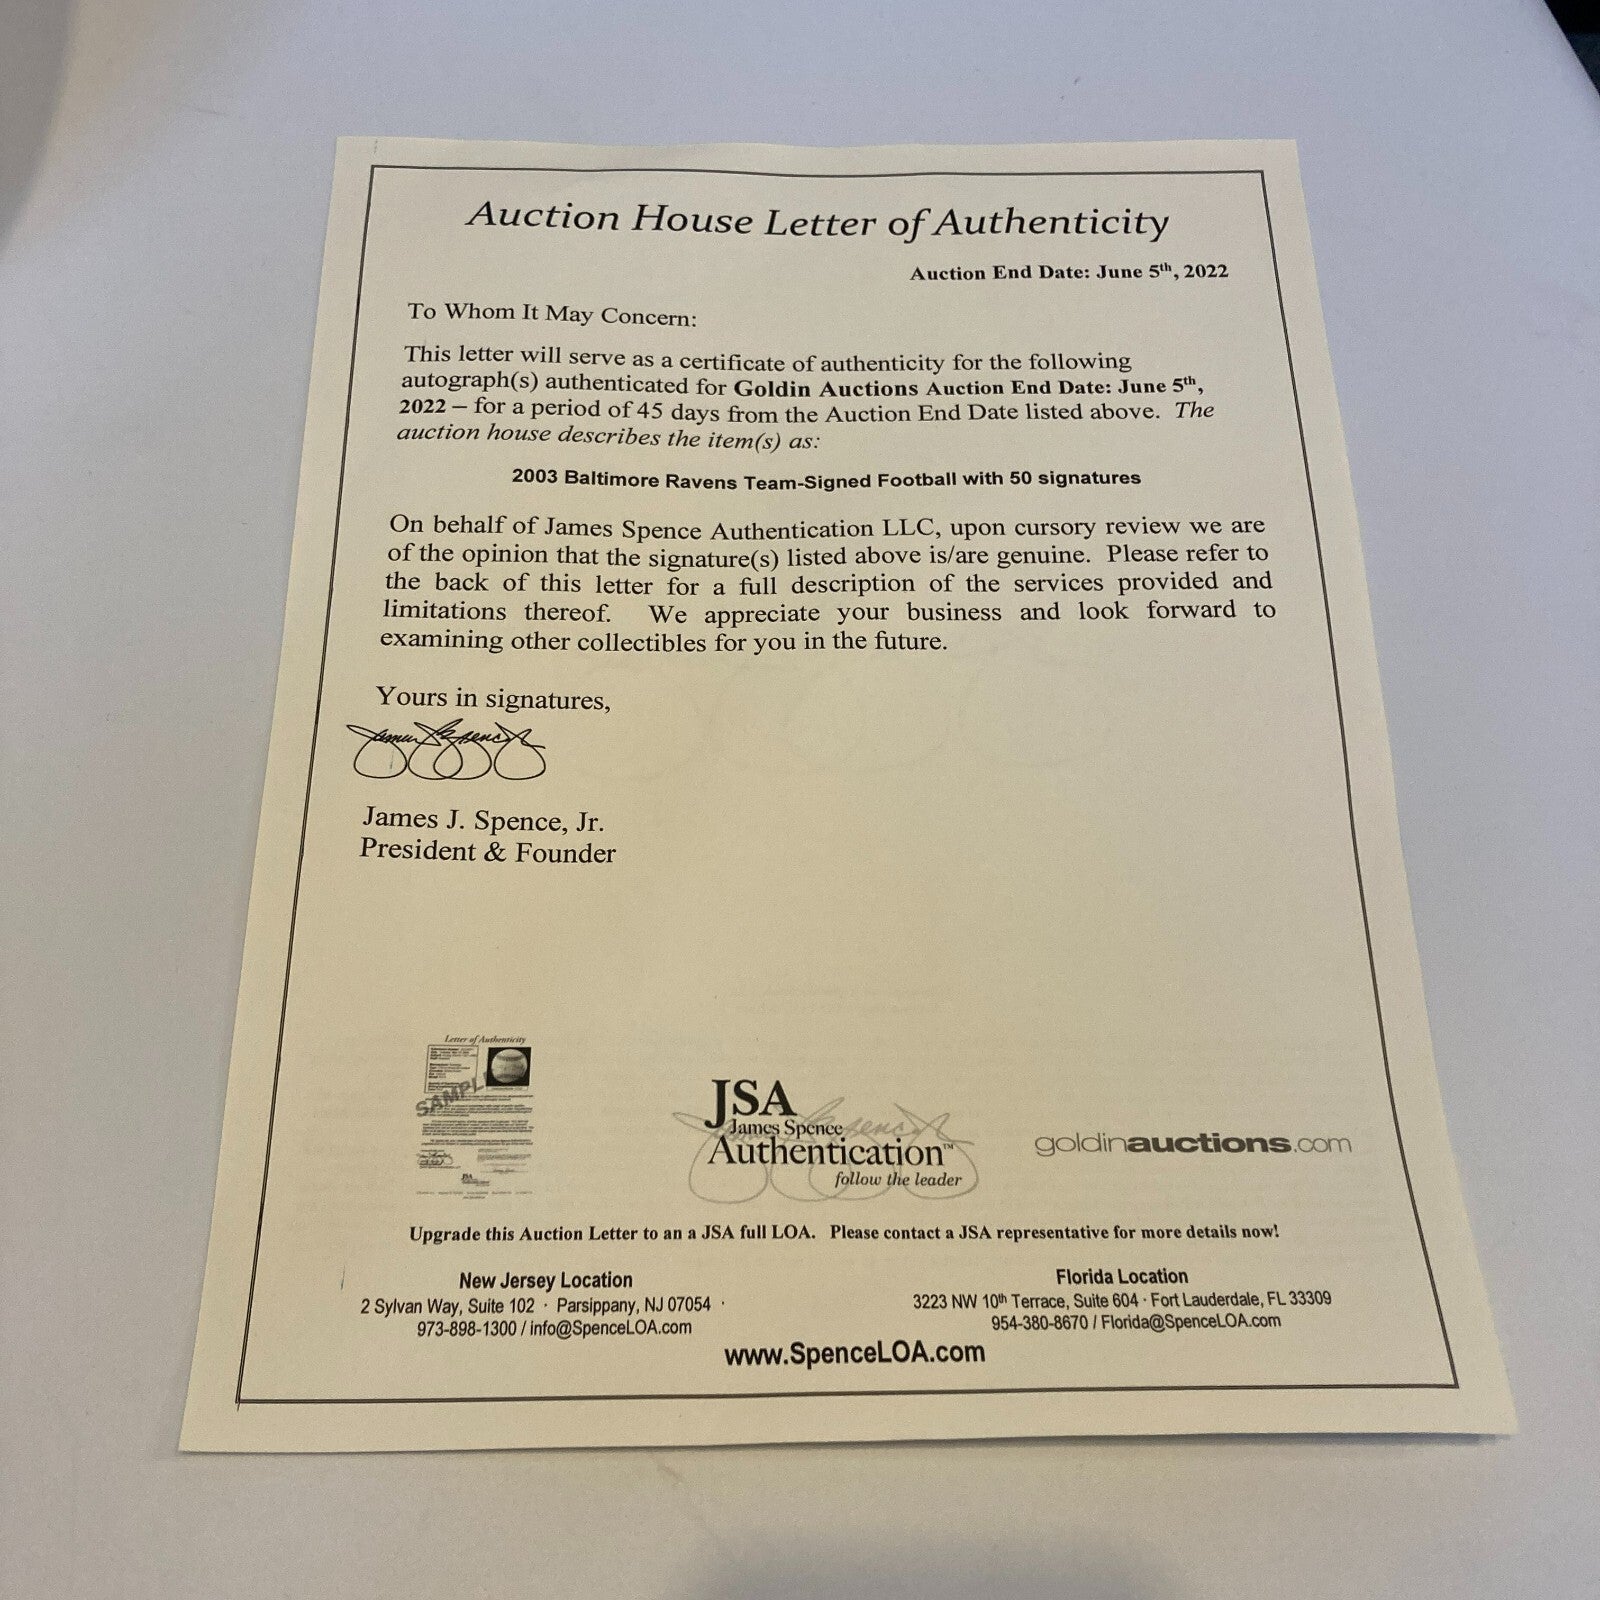 Auction House Letter of Authenticity
Auction End Date: June 5th, 2022
To Whom It May Concern:
This letter will serve as a certificate of authenticity for the following
autograph(s) authenticated for Goldin Auctions Auction End Date: June 5th,
2022 – for a period of 45 days from the Auction End Date listed above. The
auction house describes the item(s) as:
2003 Baltimore Ravens Team-Signed Football with 50 signatures
On behalf of James Spence Authentication LLC, upon cursory review we are
of the opinion that the signature(s) listed above is/are genuine. Please refer to
the back of this letter for a full description of the services provided and
limitations thereof. We appreciate your business and look forward to
examining other collectibles for you in the future.
Yours in signatures,
James J. Spence, Jr.
President & Founder
Letter of Authenticity
SAMPLE
JSA
James Spence
Authentication™
follow the leader
goldinauctions.com
Upgrade this Auction Letter to an a JSA full LOA. Please contact a JSA representative for more details now!
New Jersey Location
2 Sylvan Way, Suite 102 · Parsippany, NJ 07054 ·
973-898-1300 / info@SpenceLOA.com
Florida Location
3223 NW 10th Terrace, Suite 604 · Fort Lauderdale, FL 33309
954-380-8670 / Florida@SpenceLOA.com
www.SpenceLOA.com